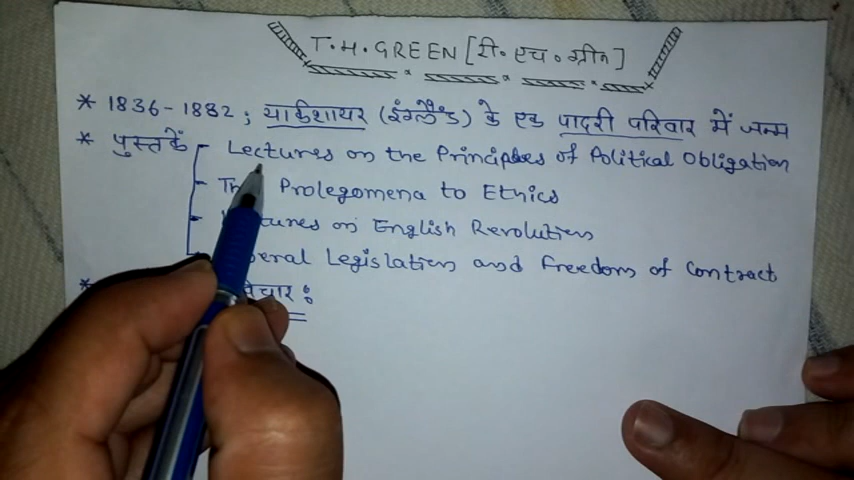 T.H. GREEN [टी. एच. ग्रीन]
* 1836-1882; यार्कशायर (इंग्लैंड) के एक पादरी परिवार में जन्म
* पुस्तकें Lectures on the Principles of Political Obligation
Prolegomena to Ethics
on English Revolution
Legislation and Freedom of Contract
*